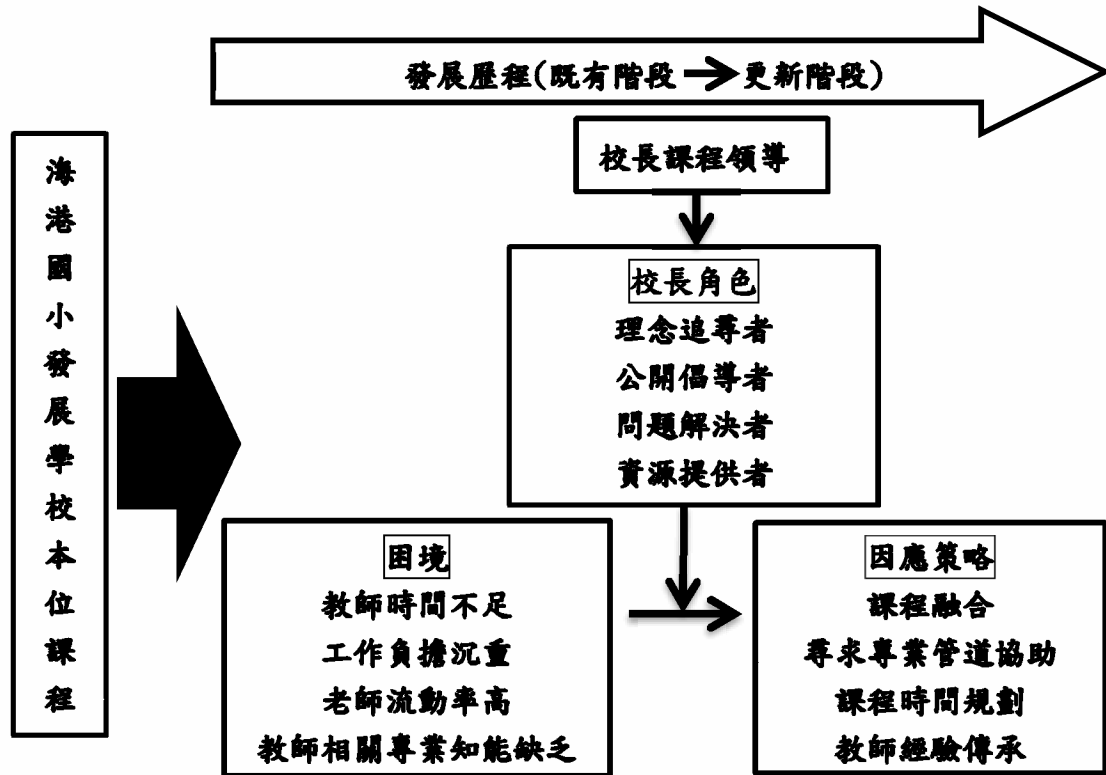 發展歷程(既有階段→更新階段)
海港國小發展學校本位課程
校長課程領導
校長角色
理念追尋者
公開倡導者
問題解決者
資源提供者
困境
教師時間不足
工作負擔沉重
老師流動率高
教師相關專業知能缺乏
因應策略
課程融合
尋求專業管道協助
課程時間規劃
教師經驗傳承